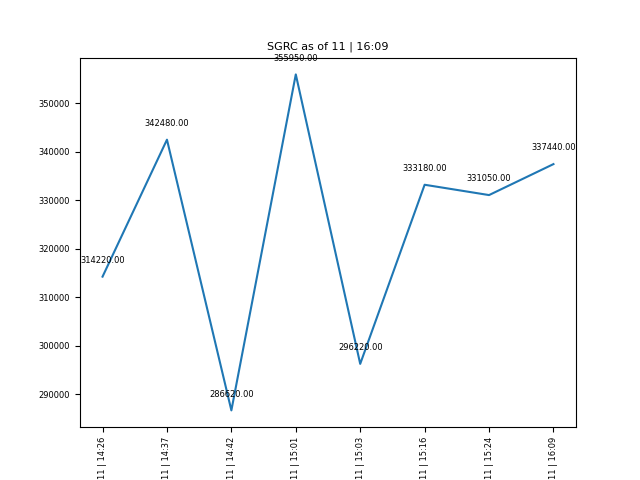 SGRC as of 11 | 16:09
355950.00
350000
342480.00
340000
337440.00
333180.00
331050.00
330000
320000
314220.00
310000
300000
296220.00
290000
286620.00
11 | 14:26
11 | 14:37
11 | 14:42
11 | 15:01
11 | 15:03
11 | 15:16
11 | 15:24
11 | 16:09